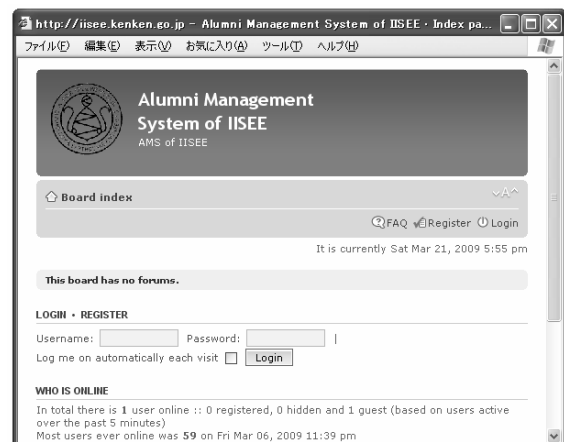 http://iisee.kenken.go.jp - Alumni Management System of IISEE · Index pa...
ファイル(F) 編集(E) 表示(V) お気に入り(A) ツール(T) ヘルプ(H)
Alumni Management
System of IISEE
AMS of IISEE
Board index
FAQ Register Login
It is currently Sat Mar 21, 2009 5:55 pm
This board has no forums.
LOGIN • REGISTER
Username: Password: |
Log me on automatically each visit Login
WHO IS ONLINE
In total there is 1 user online :: 0 registered, 0 hidden and 1 guest (based on users active
over the past 5 minutes)
Most users ever online was 59 on Fri Mar 06, 2009 11:39 pm